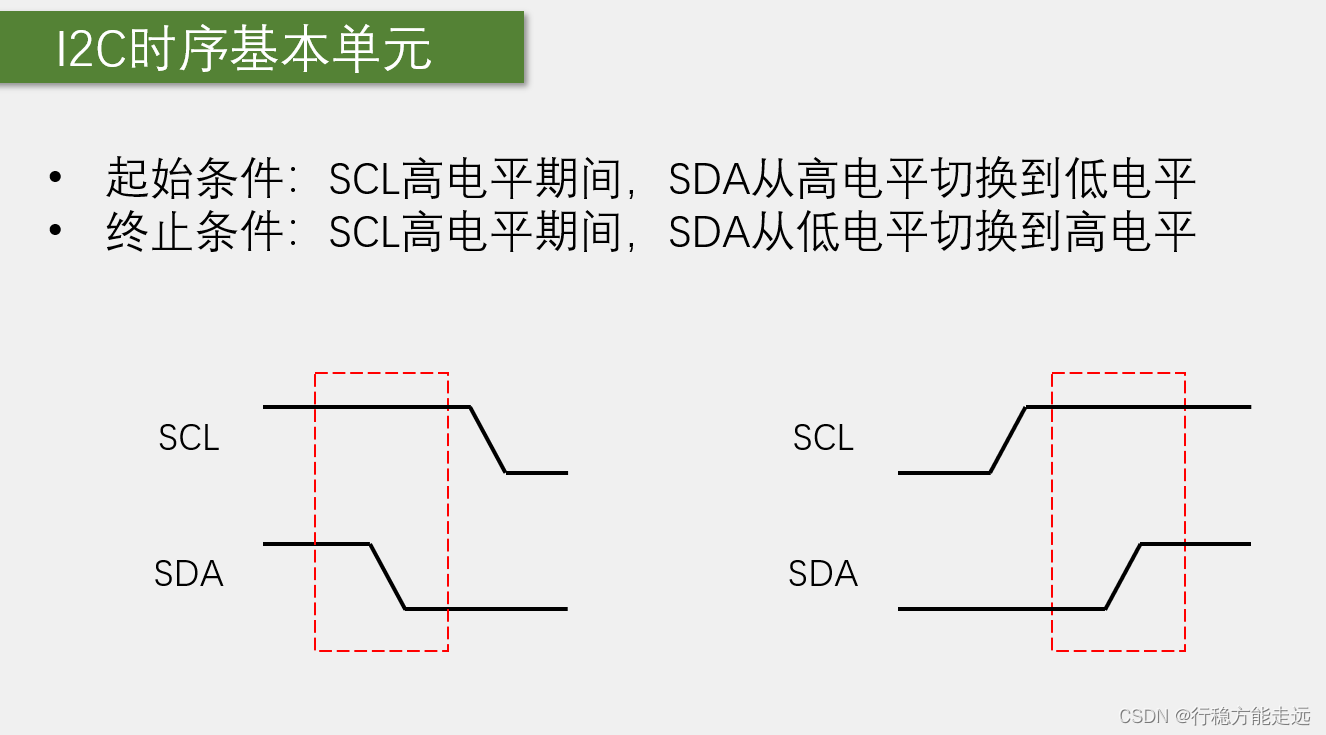 I2C时序基本单元
• 起始条件：SCL高电平期间，SDA从高电平切换到低电平
• 终止条件：SCL高电平期间，SDA从低电平切换到高电平
SCL SCL
SDA SDA
CSDN @行稳方能走远